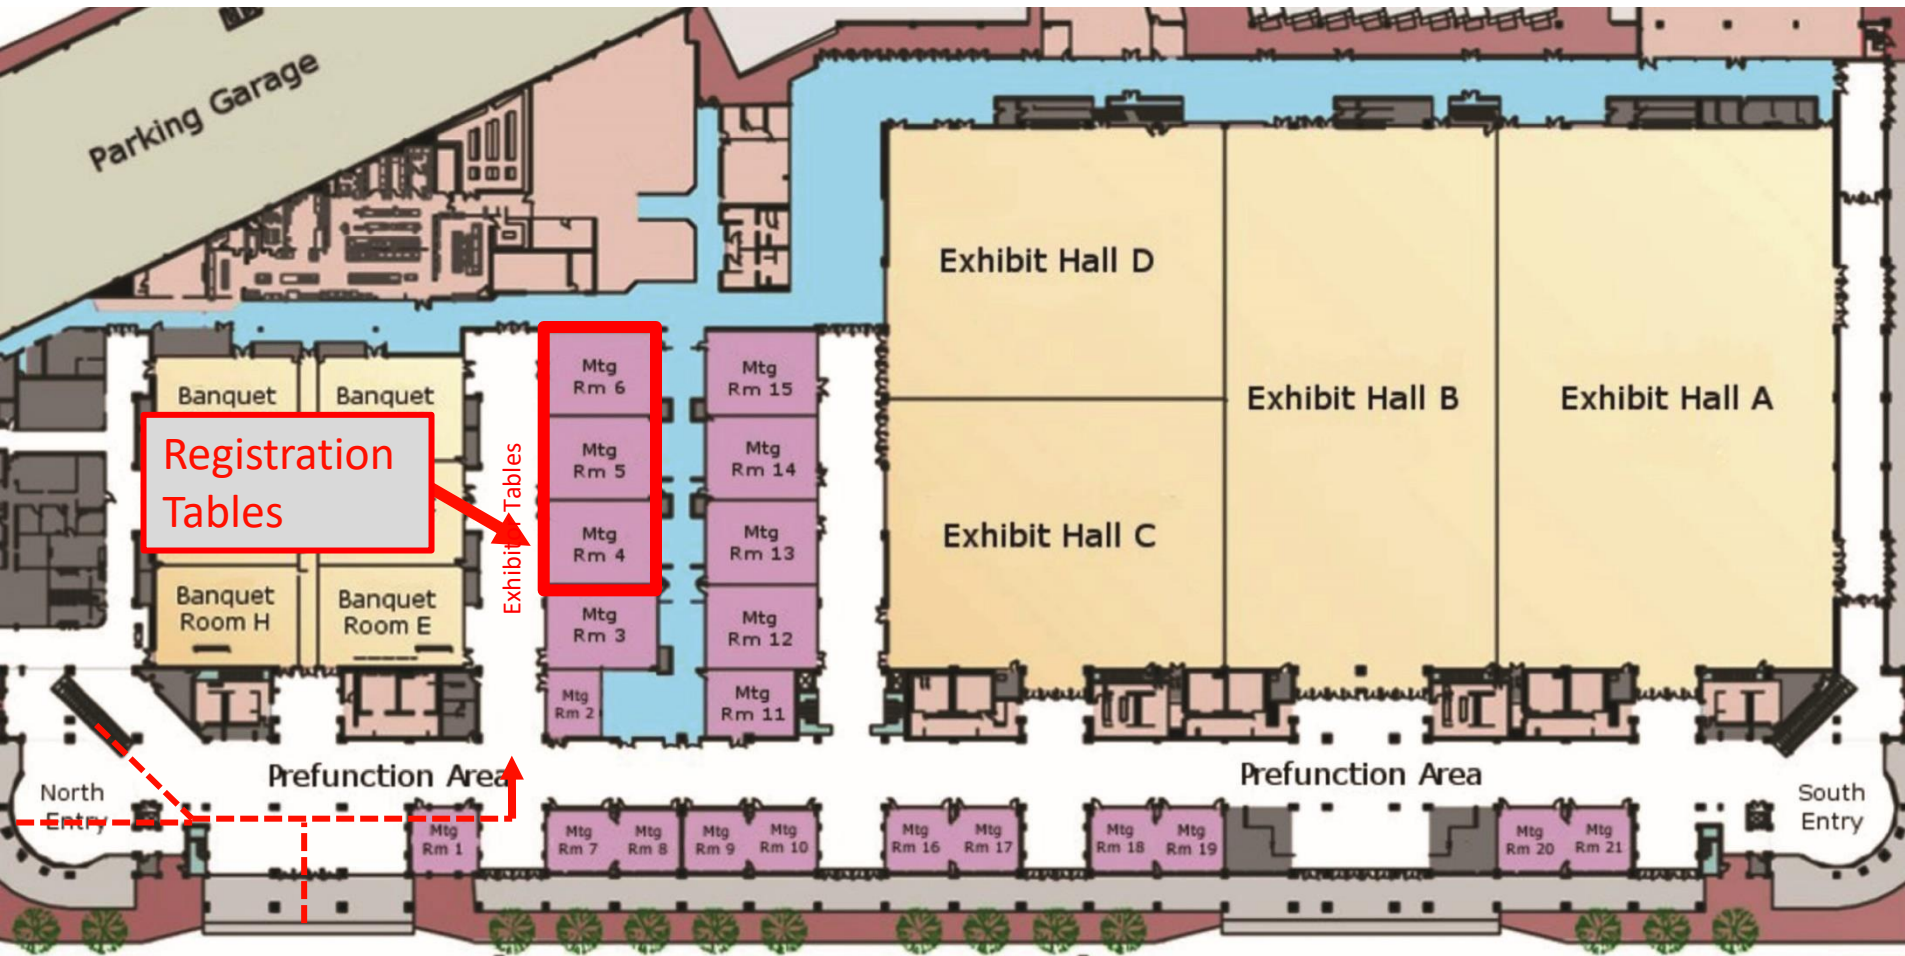 Parking Garage
Exhibit Hall D
Exhibit Hall B
Exhibit Hall A
Exhibit Hall C
Mtg
Rm 6
Mtg
Rm 15
Banquet
Banquet
Registration
Tables
Exhibitor Tables
Mtg
Rm 5
Mtg
Rm 14
Mtg
Rm 4
Mtg
Rm 13
Banquet
Room H
Banquet
Room E
Mtg
Rm 3
Mtg
Rm 12
Mtg
Rm 2
Mtg
Rm 11
Prefunction Area
Prefunction Area
North
Entry
South
Entry
Mtg
Rm 1
Mtg
Rm 7
Mtg
Rm 8
Mtg
Rm 9
Mtg
Rm 10
Mtg
Rm 16
Mtg
Rm 17
Mtg
Rm 18
Mtg
Rm 19
Mtg
Rm 20
Mtg
Rm 21